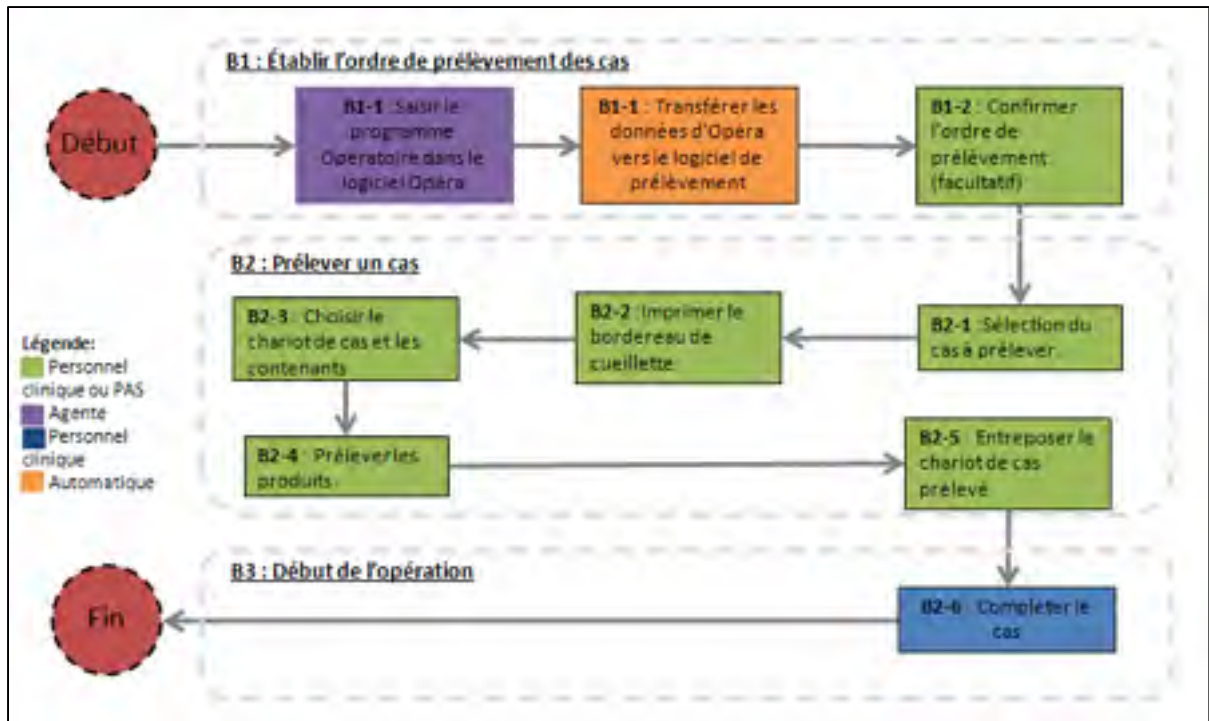 B1 : Établir l'ordre de prélèvement des cas
Début
B1-1 : Saisir le
programme
Opératoire dans le
logiciel Opéra
B1-1 : Transférer les
données d'Opéra
vers le logiciel de
prélèvement
B1-2 : Confirmer
l'ordre de
prélèvement
(facultatif)
B2 : Prélever un cas
B2-3 : Choisir le
chariot de cas et les
contenants
B2-2 : Imprimer le
bordereau de
cueillette
B2-1 : Sélection du
cas à prélever
Légende:
Personnel
clinique ou PAS
Agente
Personnel
clinique
Automatique
B2-4 : Prélever les
produits
B2-5 : Entreposer le
chariot de cas
prélevé
B3 : Début de l'opération
Fin
B2-6 : Compléter le
cas